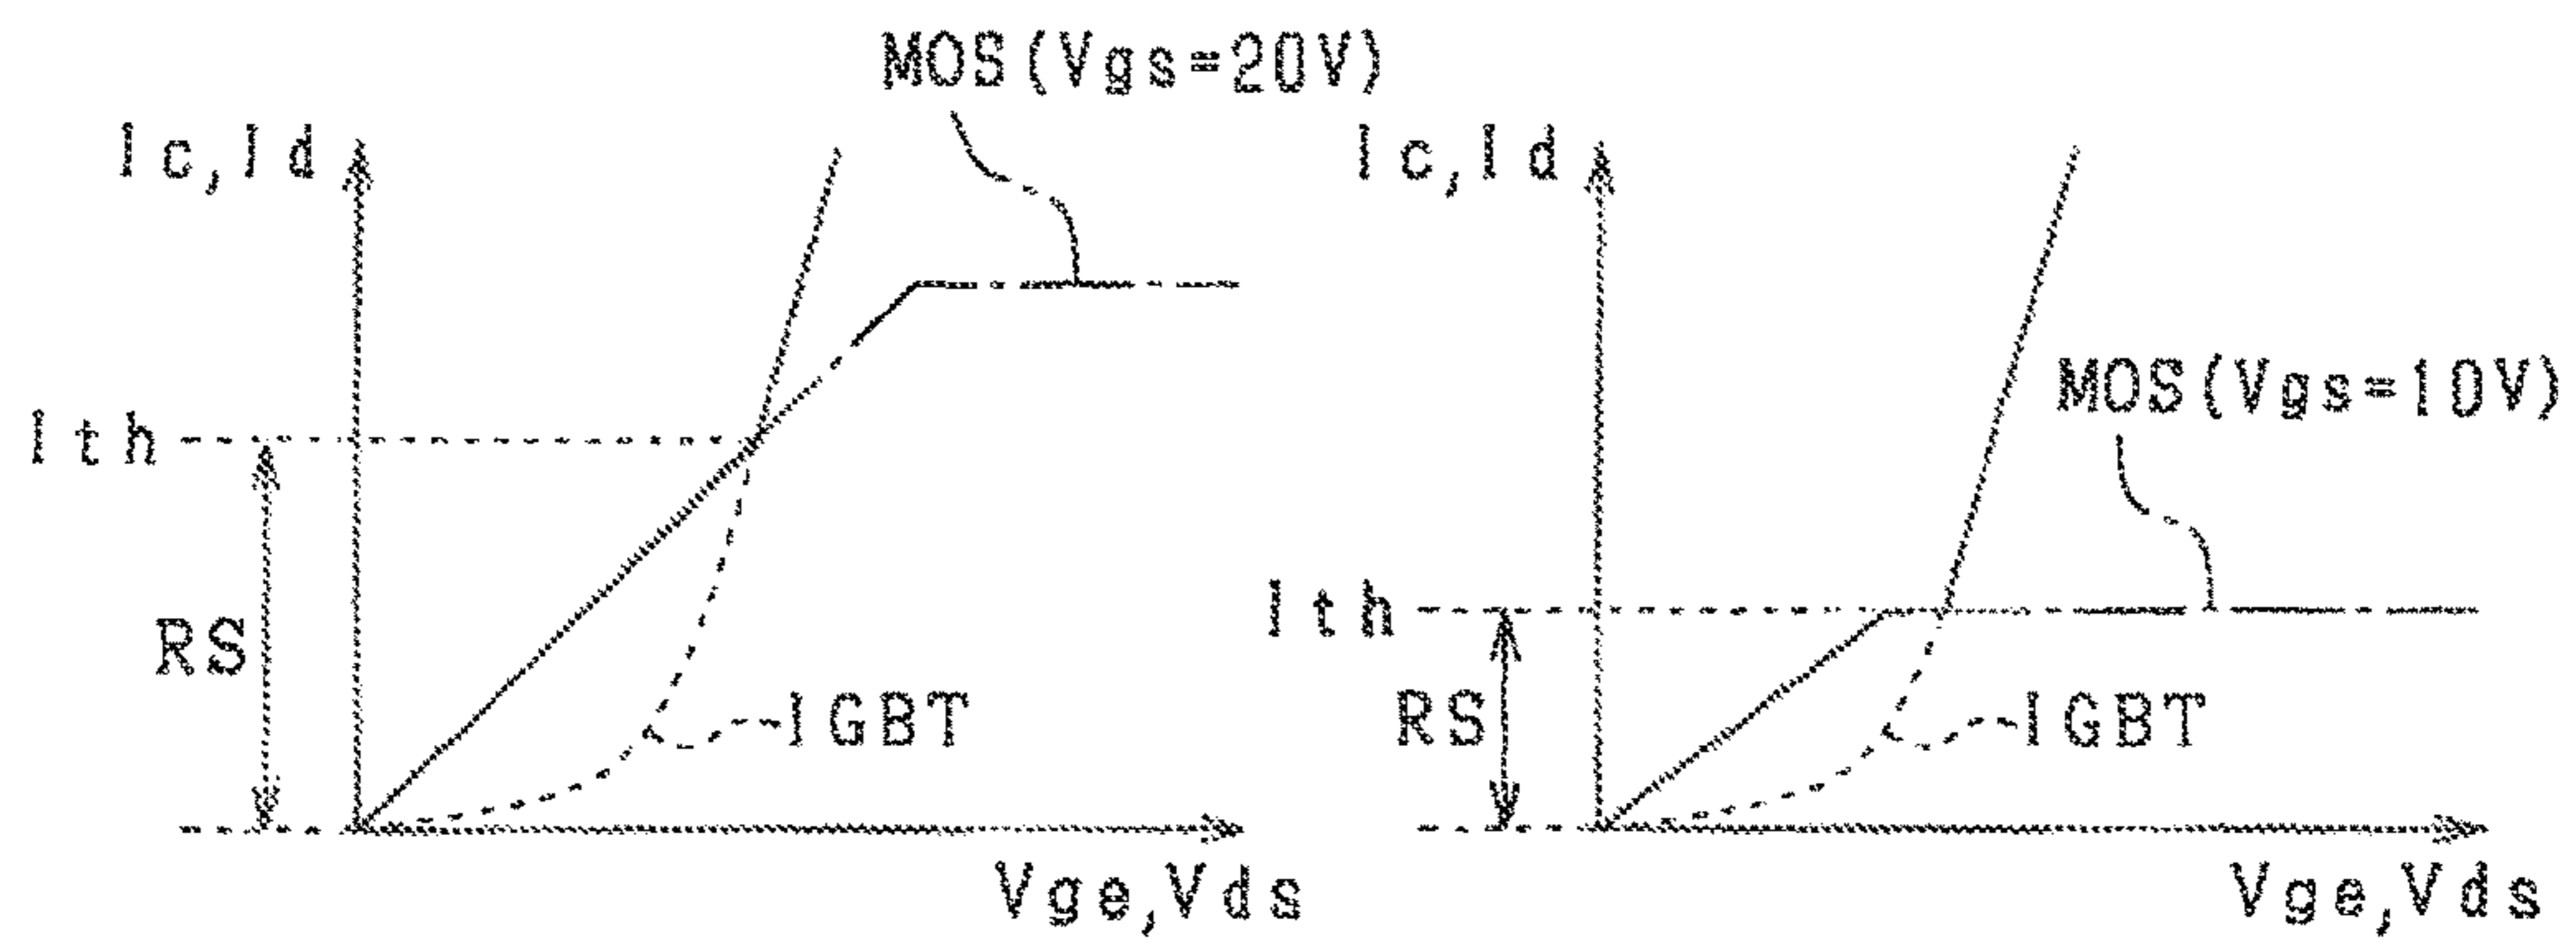 MOS(Vgs=20V)
Ic,Id
Ith
RS
IGBT
Vge,Vds
Ic,Id
MOS(Vgs=10V)
Ith
RS
IGBT
Vge,Vds